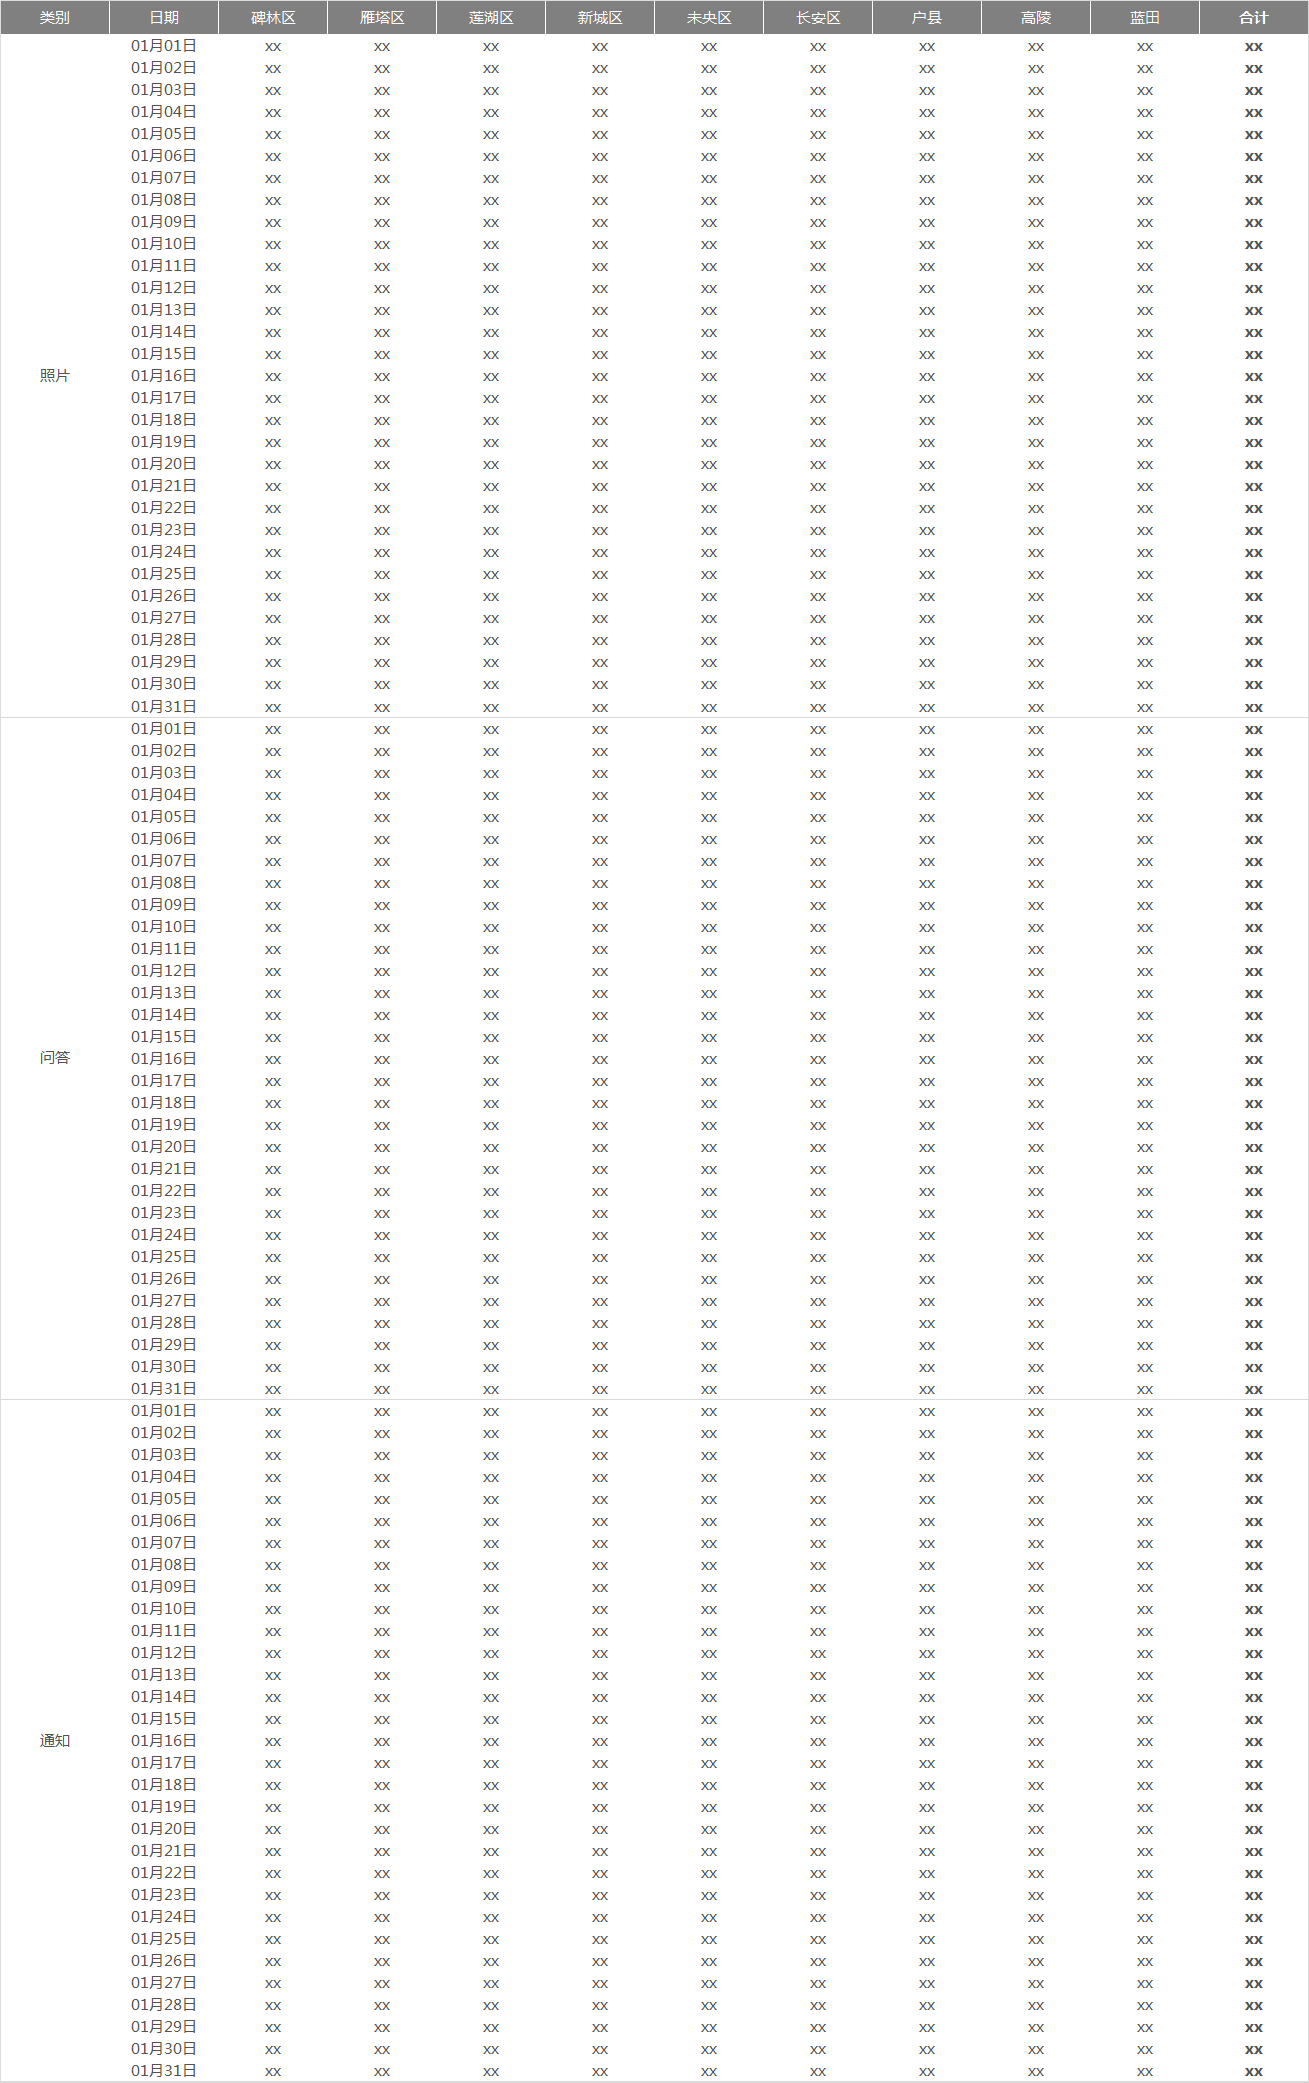 类别 日期 碑林区 雁塔区 莲湖区 新城区 未央区 长安区 户县 高陵 蓝田 合计
01月01日 xx xx xx xx xx xx xx xx xx xx
01月02日 xx xx xx xx xx xx xx xx xx xx
01月03日 xx xx xx xx xx xx xx xx xx xx
01月04日 xx xx xx xx xx xx xx xx xx xx
01月05日 xx xx xx xx xx xx xx xx xx xx
01月06日 xx xx xx xx xx xx xx xx xx xx
01月07日 xx xx xx xx xx xx xx xx xx xx
01月08日 xx xx xx xx xx xx xx xx xx xx
01月09日 xx xx xx xx xx xx xx xx xx xx
01月10日 xx xx xx xx xx xx xx xx xx xx
01月11日 xx xx xx xx xx xx xx xx xx xx
01月12日 xx xx xx xx xx xx xx xx xx xx
01月13日 xx xx xx xx xx xx xx xx xx xx
01月14日 xx xx xx xx xx xx xx xx xx xx
01月15日 xx xx xx xx xx xx xx xx xx xx
照片 01月16日 xx xx xx xx xx xx xx xx xx xx
01月17日 xx xx xx xx xx xx xx xx xx xx
01月18日 xx xx xx xx xx xx xx xx xx xx
01月19日 xx xx xx xx xx xx xx xx xx xx
01月20日 xx xx xx xx xx xx xx xx xx xx
01月21日 xx xx xx xx xx xx xx xx xx xx
01月22日 xx xx xx xx xx xx xx xx xx xx
01月23日 xx xx xx xx xx xx xx xx xx xx
01月24日 xx xx xx xx xx xx xx xx xx xx
01月25日 xx xx xx xx xx xx xx xx xx xx
01月26日 xx xx xx xx xx xx xx xx xx xx
01月27日 xx xx xx xx xx xx xx xx xx xx
01月28日 xx xx xx xx xx xx xx xx xx xx
01月29日 xx xx xx xx xx xx xx xx xx xx
01月30日 xx xx xx xx xx xx xx xx xx xx
01月31日 xx xx xx xx xx xx xx xx xx xx
01月01日 xx xx xx xx xx xx xx xx xx xx
01月02日 xx xx xx xx xx xx xx xx xx xx
01月03日 xx xx xx xx xx xx xx xx xx xx
01月04日 xx xx xx xx xx xx xx xx xx xx
01月05日 xx xx xx xx xx xx xx xx xx xx
01月06日 xx xx xx xx xx xx xx xx xx xx
01月07日 xx xx xx xx xx xx xx xx xx xx
01月08日 xx xx xx xx xx xx xx xx xx xx
01月09日 xx xx xx xx xx xx xx xx xx xx
01月10日 xx xx xx xx xx xx xx xx xx xx
01月11日 xx xx xx xx xx xx xx xx xx xx
01月12日 xx xx xx xx xx xx xx xx xx xx
01月13日 xx xx xx xx xx xx xx xx xx xx
01月14日 xx xx xx xx xx xx xx xx xx xx
01月15日 xx xx xx xx xx xx xx xx xx xx
问答 01月16日 xx xx xx xx xx xx xx xx xx xx
01月17日 xx xx xx xx xx xx xx xx xx xx
01月18日 xx xx xx xx xx xx xx xx xx xx
01月19日 xx xx xx xx xx xx xx xx xx xx
01月20日 xx xx xx xx xx xx xx xx xx xx
01月21日 xx xx xx xx xx xx xx xx xx xx
01月22日 xx xx xx xx xx xx xx xx xx xx
01月23日 xx xx xx xx xx xx xx xx xx xx
01月24日 xx xx xx xx xx xx xx xx xx xx
01月25日 xx xx xx xx xx xx xx xx xx xx
01月26日 xx xx xx xx xx xx xx xx xx xx
01月27日 xx xx xx xx xx xx xx xx xx xx
01月28日 xx xx xx xx xx xx xx xx xx xx
01月29日 xx xx xx xx xx xx xx xx xx xx
01月30日 xx xx xx xx xx xx xx xx xx xx
01月31日 xx xx xx xx xx xx xx xx xx xx
01月01日 xx xx xx xx xx xx xx xx xx xx
01月02日 xx xx xx xx xx xx xx xx xx xx
01月03日 xx xx xx xx xx xx xx xx xx xx
01月04日 xx xx xx xx xx xx xx xx xx xx
01月05日 xx xx xx xx xx xx xx xx xx xx
01月06日 xx xx xx xx xx xx xx xx xx xx
01月07日 xx xx xx xx xx xx xx xx xx xx
01月08日 xx xx xx xx xx xx xx xx xx xx
01月09日 xx xx xx xx xx xx xx xx xx xx
01月10日 xx xx xx xx xx xx xx xx xx xx
01月11日 xx xx xx xx xx xx xx xx xx xx
01月12日 xx xx xx xx xx xx xx xx xx xx
01月13日 xx xx xx xx xx xx xx xx xx xx
01月14日 xx xx xx xx xx xx xx xx xx xx
01月15日 xx xx xx xx xx xx xx xx xx xx
通知 01月16日 xx xx xx xx xx xx xx xx xx xx
01月17日 xx xx xx xx xx xx xx xx xx xx
01月18日 xx xx xx xx xx xx xx xx xx xx
01月19日 xx xx xx xx xx xx xx xx xx xx
01月20日 xx xx xx xx xx xx xx xx xx xx
01月21日 xx xx xx xx xx xx xx xx xx xx
01月22日 xx xx xx xx xx xx xx xx xx xx
01月23日 xx xx xx xx xx xx xx xx xx xx
01月24日 xx xx xx xx xx xx xx xx xx xx
01月25日 xx xx xx xx xx xx xx xx xx xx
01月26日 xx xx xx xx xx xx xx xx xx xx
01月27日 xx xx xx xx xx xx xx xx xx xx
01月28日 xx xx xx xx xx xx xx xx xx xx
01月29日 xx xx xx xx xx xx xx xx xx xx
01月30日 xx xx xx xx xx xx xx xx xx xx
01月31日 xx xx xx xx xx xx xx xx xx xx